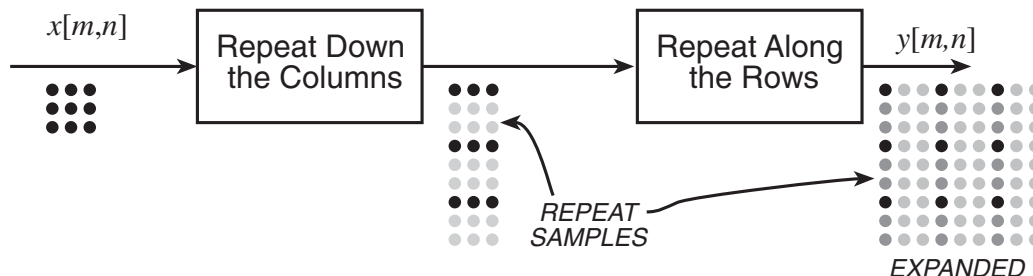 x[m,n]
Repeat Down
the Columns
Repeat Along
the Rows
y[m,n]
REPEAT
SAMPLES
EXPANDED